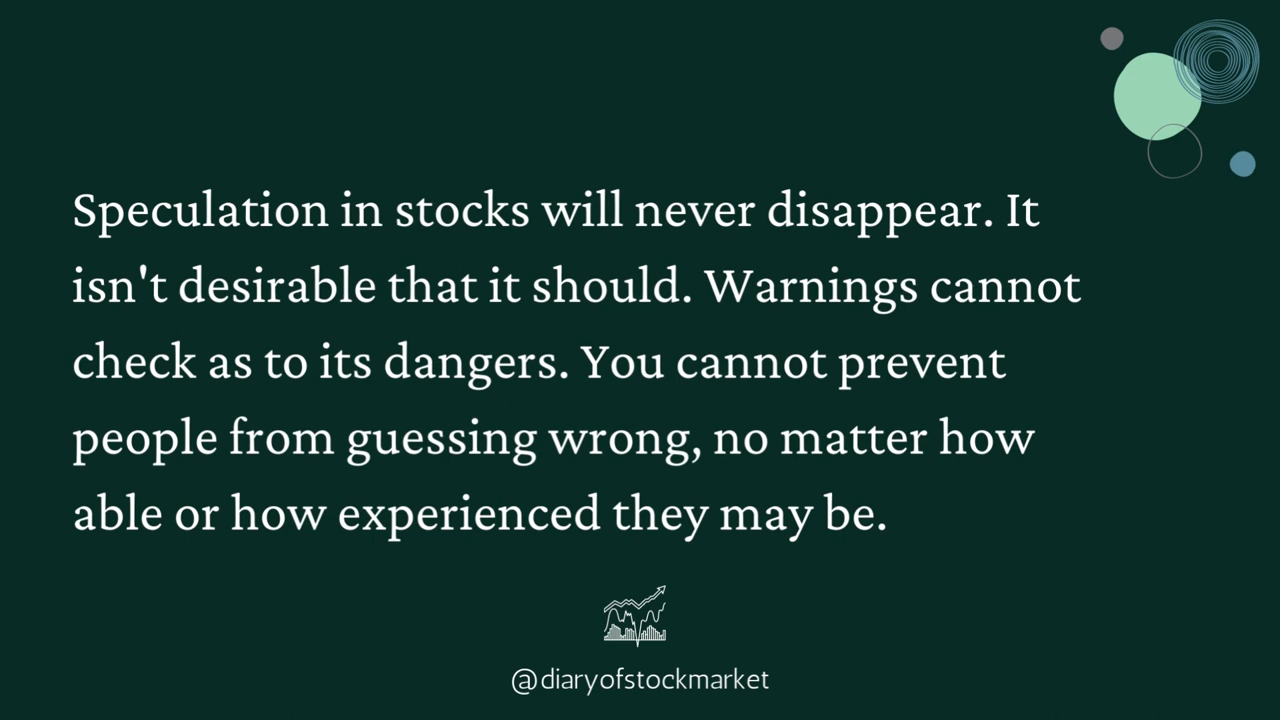 Speculation in stocks will never disappear. It
isn't desirable that it should. Warnings cannot
check as to its dangers. You cannot prevent
people from guessing wrong, no matter how
able or how experienced they may be.
@diaryofstockmarket